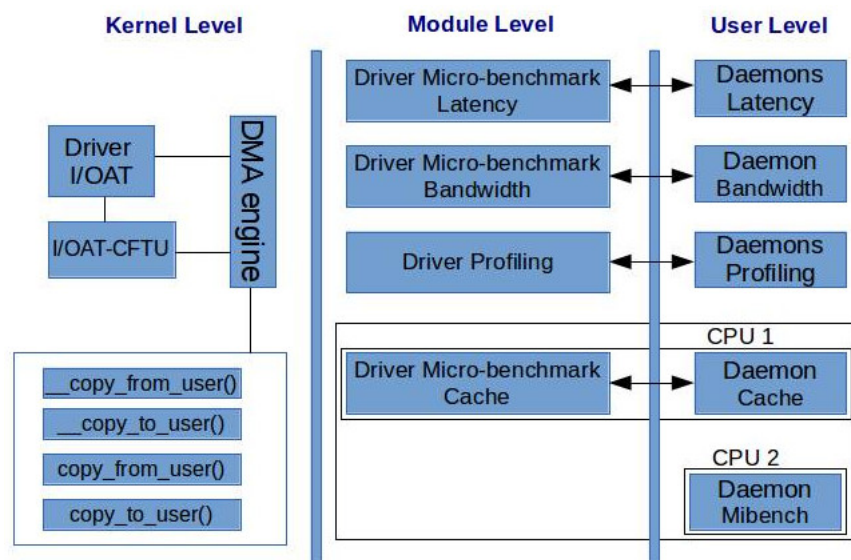 Kernel Level
Module Level
User Level
Driver
I/OAT
I/OAT-CFTU
DMA engine
__copy_from_user()
__copy_to_user()
copy_from_user()
copy_to_user()
Driver Micro-benchmark
Latency
Daemons
Latency
Driver Micro-benchmark
Bandwidth
Daemon
Bandwidth
Driver Profiling
Daemons
Profiling
CPU 1
Driver Micro-benchmark
Cache
Daemon
Cache
CPU 2
Daemon
Mibench